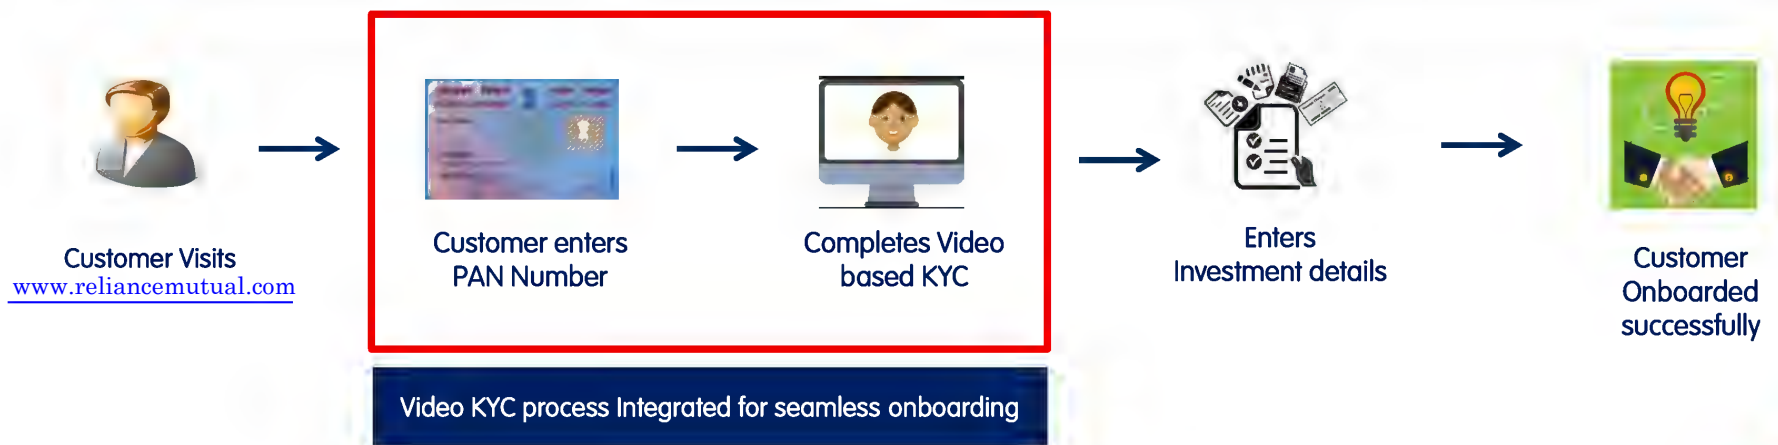 Customer Visits
www.reliancemutual.com
Customer enters
PAN Number
Completes Video
based KYC
Enters
Investment details
Customer
Onboarded
successfully
Video KYC process Integrated for seamless onboarding